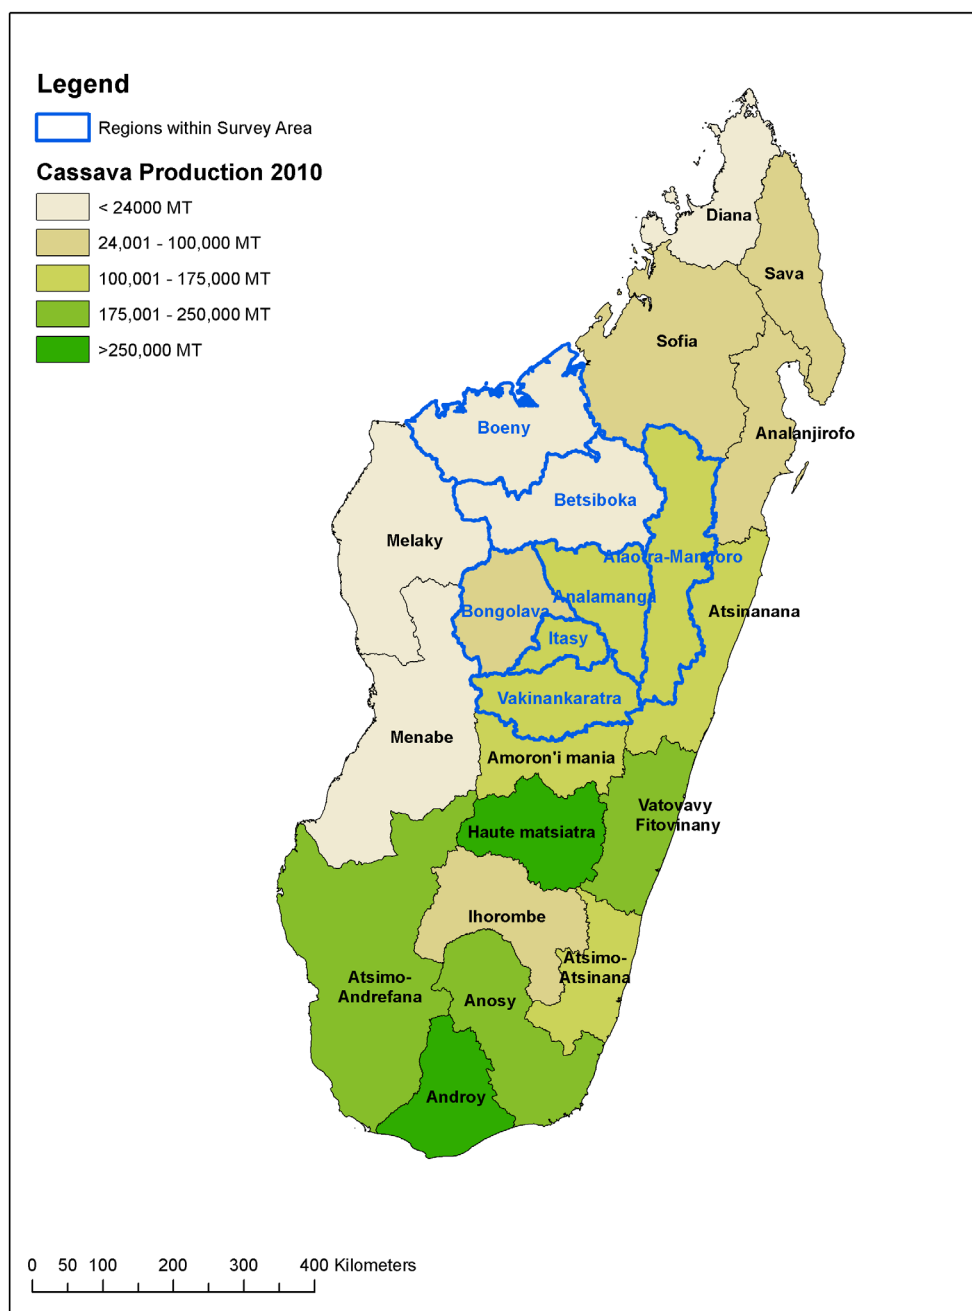 Legend
Regions within Survey Area
Cassava Production 2010
< 24000 MT
24,001 - 100,000 MT
100,001 - 175,000 MT
175,001 - 250,000 MT
>250,000 MT
Diana
Sava
Sofia
Analanjirofo
Boeny
Betsiboka
Melaky
Alaotra-Mangoro
Analamanga
Bongolava
Atsinanana
Itasy
Vakinankaratra
Menabe
Amoron'i mania
Vatovavy
Fitovinany
Haute matsiatra
Ihorombe
Atsimo-
Atsinana
Atsimo-
Andrefana
Anosy
Androy
0 50 100 200 300 400 Kilometers